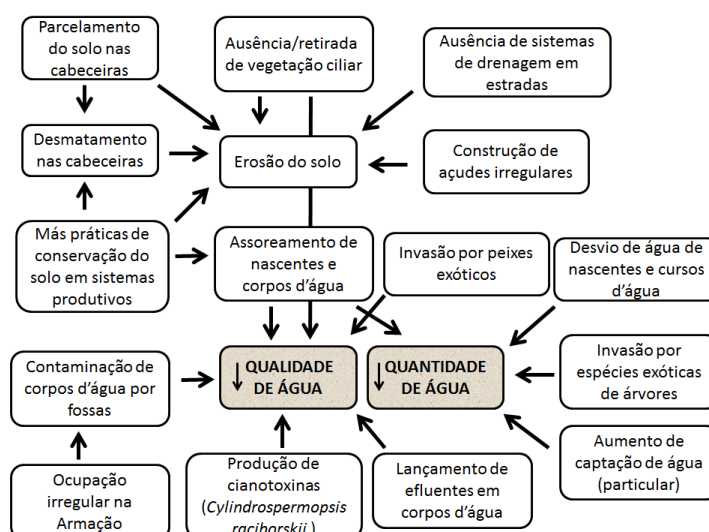 Parcelamento
do solo nas
cabeceiras
Ausência/retirada
de vegetação ciliar
Ausência de sistemas
de drenagem em
estradas
Desmatamento
nas cabeceiras
Erosão do solo
Construção de
açudes irregulares
Más práticas de
conservação do
solo em sistemas
produtivos
Assoreamento de
nascentes e
corpos d'água
Invasão por peixes
exóticos
Desvio de água de
nascentes e cursos
d'água
Contaminação de
corpos d'água por
fossas
QUALIDADE
DE ÁGUA
QUANTIDADE
DE ÁGUA
Invasão por
espécies exóticas
de árvores
Ocupação
irregular na
Armação
Produção de
cianotoxinas
(Cylindrospermopsis
raciborskii )
Lançamento de
efluentes em
corpos d'água
Aumento de
captação de água
(particular)